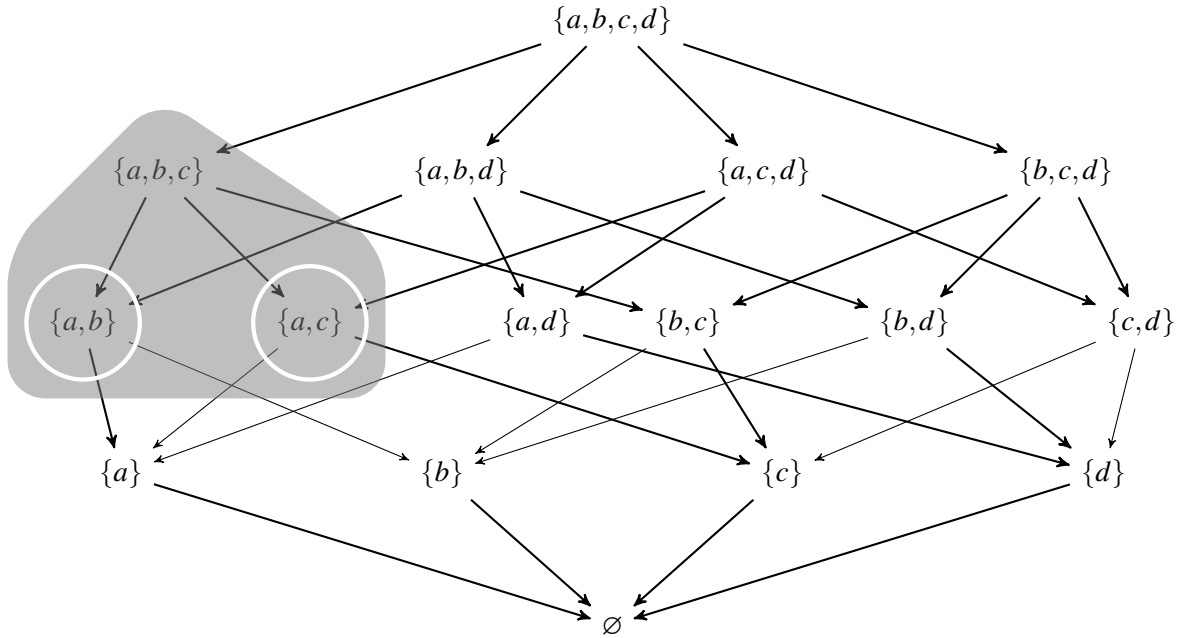 {a,b,c,d}
{a,b,c} {a,b,d} {a,c,d} {b,c,d}
{a,b} {a,c} {a,d} {b,c} {b,d} {c,d}
{a} {b} {c} {d}
∅